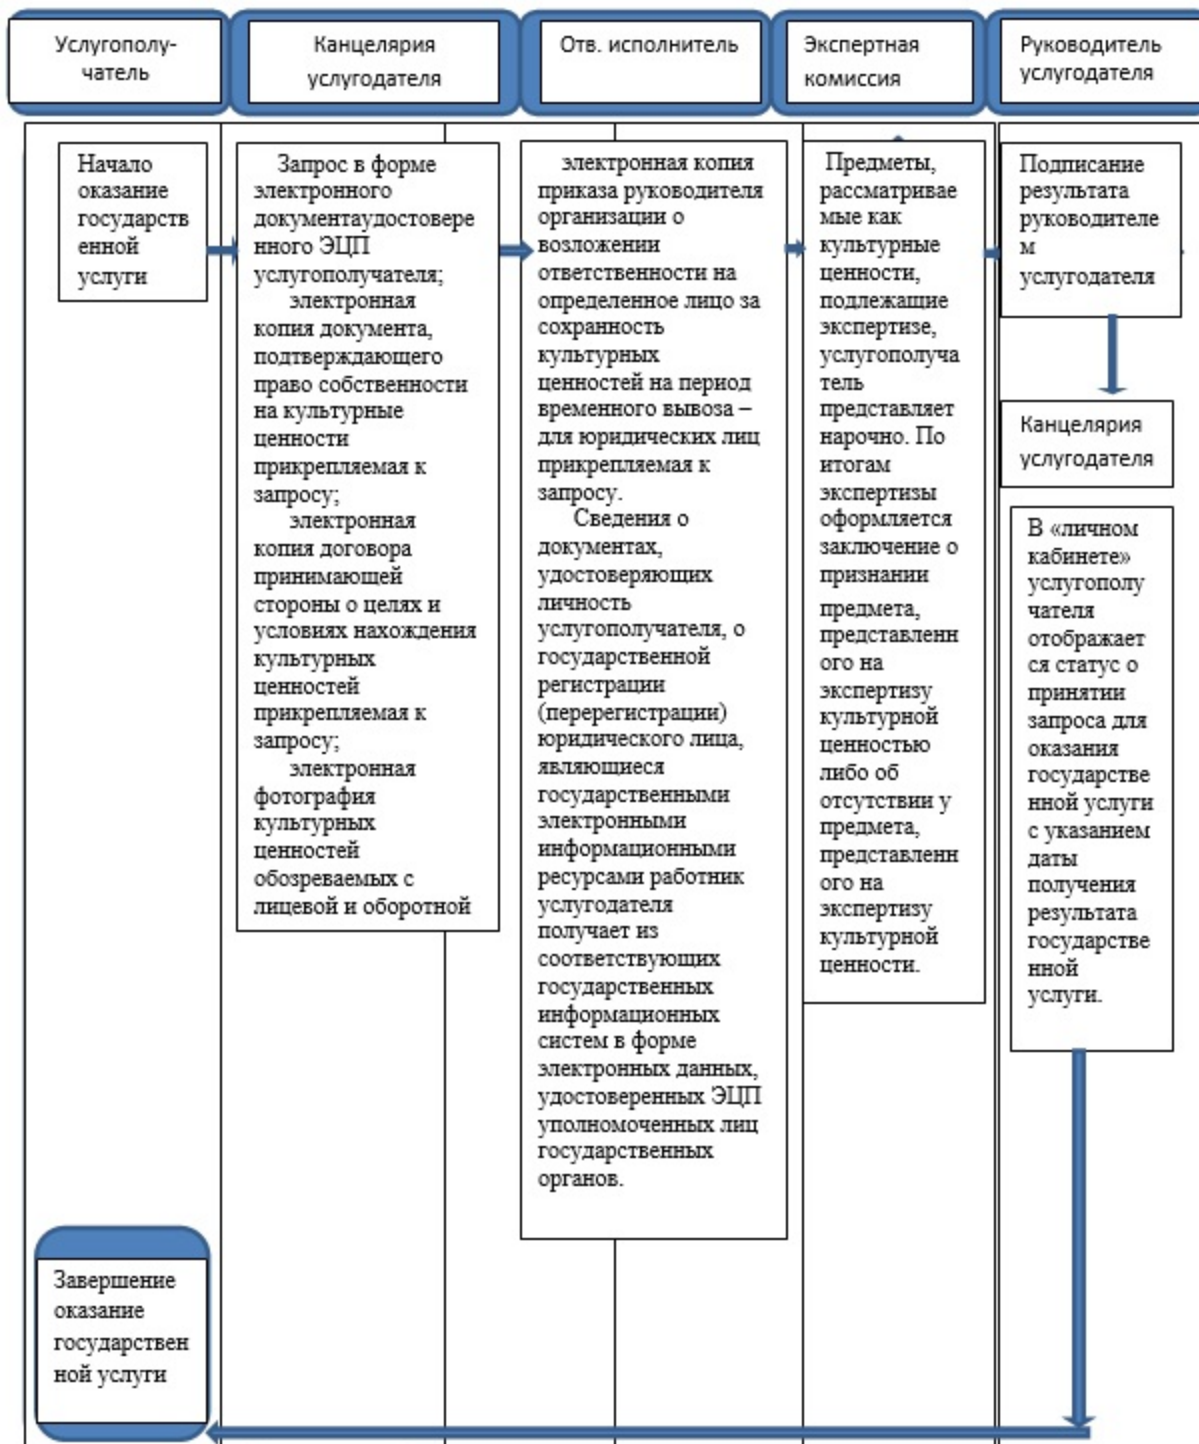 Услугополу-
чатель
Канцелярия
услугодателя
Отв. исполнитель
Экспертная
комиссия
Руководитель
услугодателя
Начало
оказание
государств
енной
услуги
Запрос в форме
электронного
документаудостовере
нного ЭЦП
услугополучателя;
электронная
копия документа,
подтверждающего
право собственности
на культурные
ценности
прикрепляемая к
запросу;
электронная
копия договора
принимающей
стороны о целях и
условиях нахождения
культурных
ценностей
прикрепляемая к
запросу;
электронная
фотография
культурных
ценностей
обозреваемых с
лицевой и оборотной
электронная копия
приказа руководителя
организации о
возложении
ответственности на
определенное лицо за
сохранность
культурных
ценностей на период
временного вывоза –
для юридических лиц
прикрепляемая к
запросу.
Сведения о
документах,
удостоверяющих
личность
услугополучателя, о
государственной
регистрации
(перерегистрации)
юридического лица,
являющиеся
государственными
электронными
информационными
ресурсами работник
услугодателя
получает из
соответствующих
государственных
информационных
систем в форме
электронных данных,
удостоверенных ЭЦП
уполномоченных лиц
государственных
органов.
Предметы,
рассматривае
мые как
культурные
ценности,
подлежащие
экспертизе,
услугополуча
тель
представляет
нарочно. По
итогам
экспертизы
оформляется
заключение о
признании
предмета,
представленн
ого на
экспертизу
культурной
ценностью
либо об
отсутствии у
предмета,
представленн
ого на
экспертизу
культурной
ценности.
Подписание
результата
руководителе
м
услугодателя
Канцелярия
услугодателя
В «личном
кабинете»
услугополу
чателя
отображает
ся статус о
принятии
запроса для
оказания
государстве
нной услуги
с указанием
даты
получения
результата
государстве
нной
услуги.
Завершение
оказание
государствен
ной услуги